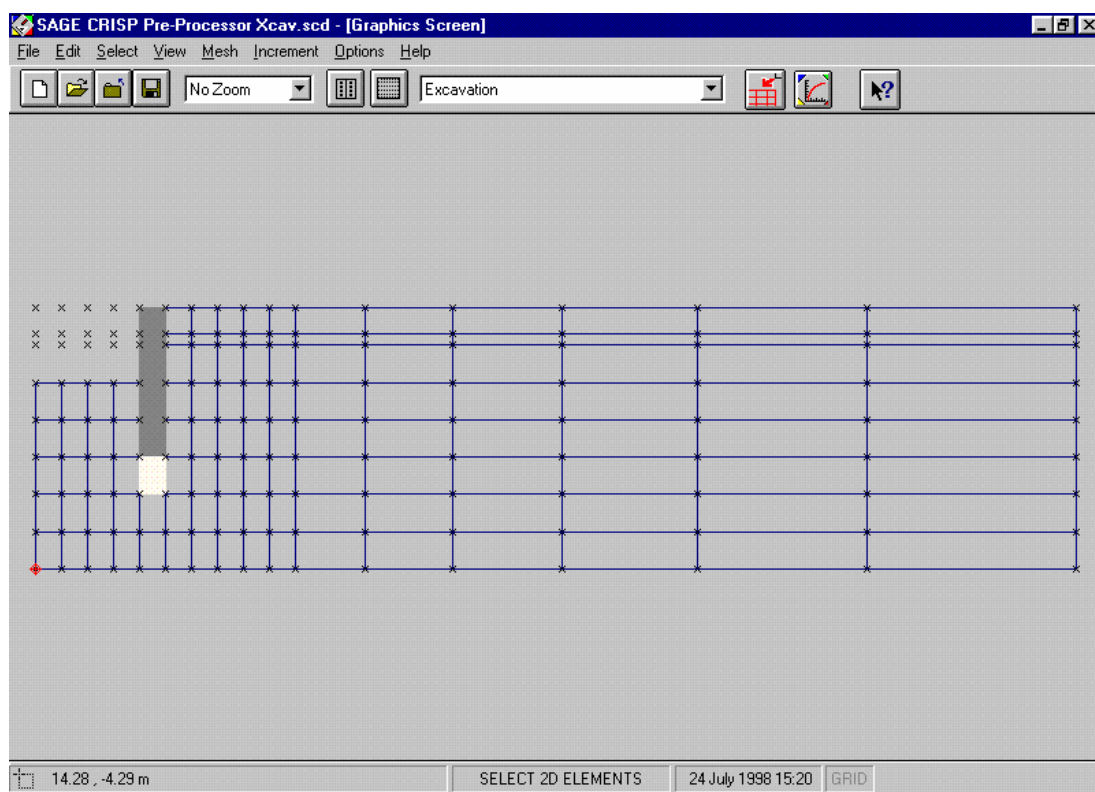 SAGE CRISP Pre-Processor Xcav.scd - [Graphics Screen]
File Edit Select View Mesh Increment Options Help
No Zoom Excavation
14.28 , -4.29 m SELECT 2D ELEMENTS 24 July 1998 15:20 GRID